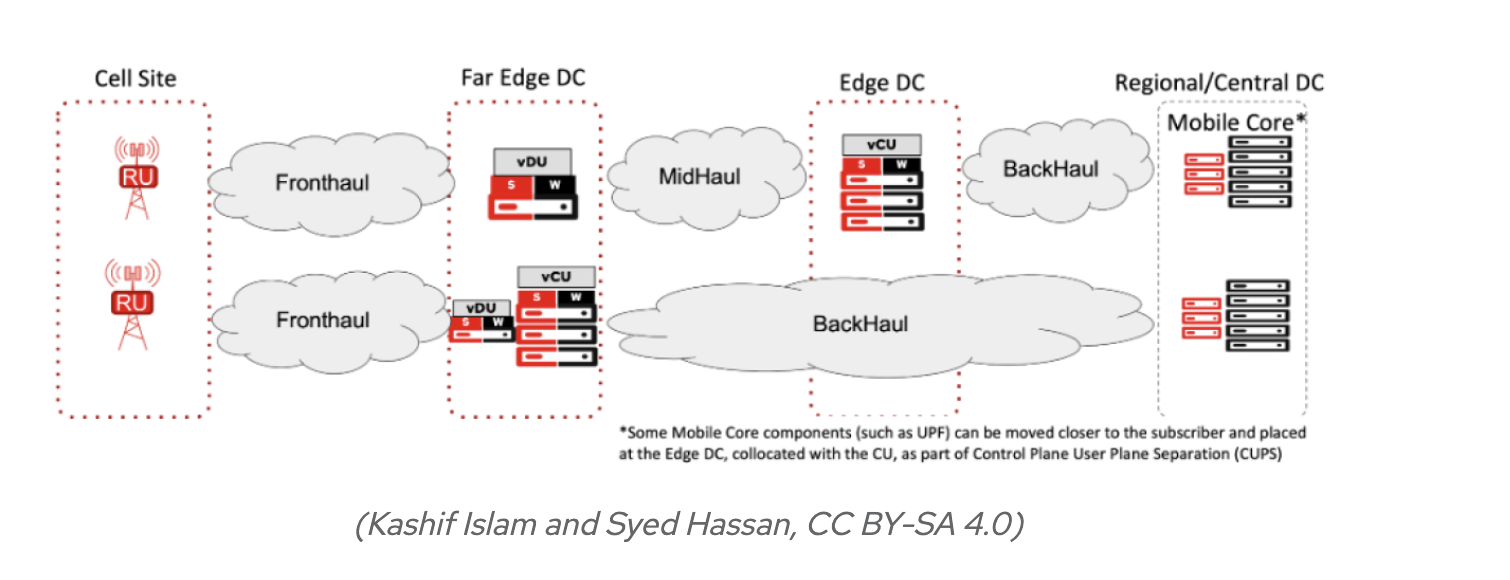 Cell Site
Far Edge DC
Edge DC
Regional/Central DC
Mobile Core*
RU
Fronthaul
vDU
S W
MidHaul
vCU
S W
BackHaul
RU
Fronthaul
vDU
S W
vCU
S W
BackHaul
*Some Mobile Core components (such as UPF) can be moved closer to the subscriber and placed
at the Edge DC, collocated with the CU, as part of Control Plane User Plane Separation (CUPS)
(Kashif Islam and Syed Hassan, CC BY-SA 4.0)